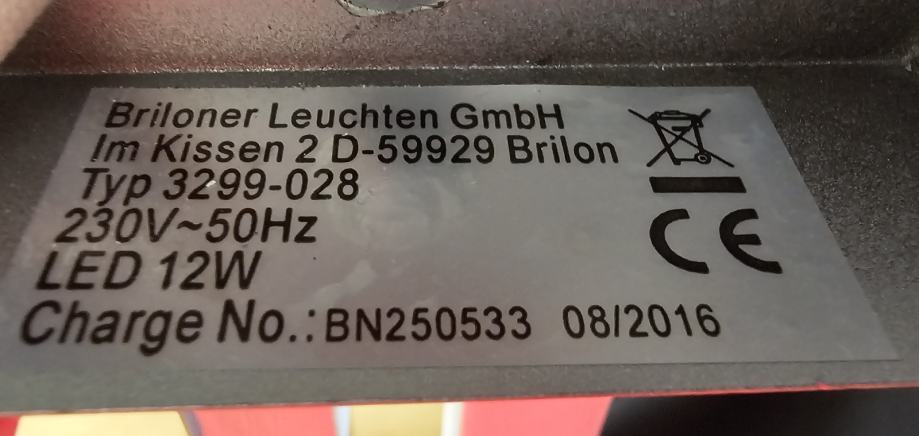 Briloner Leuchten GmbH
Im Kissen 2 D-59929 Brilon
Typ 3299-028
230V~50Hz
LED 12W
Charge No.: BN250533 08/2016
CE